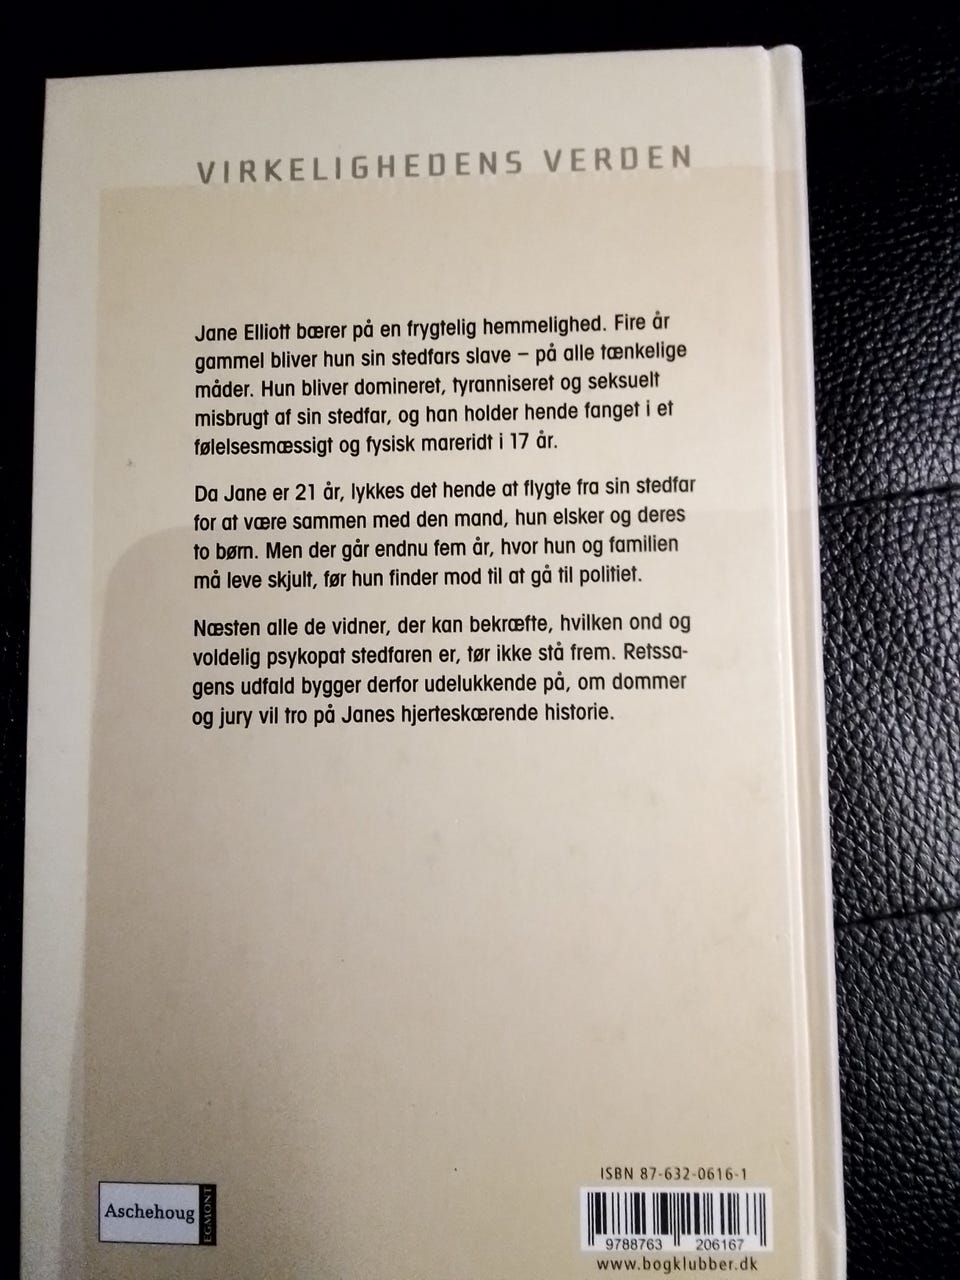 VIRKELIGHEDENS VERDEN
Jane Elliott bærer på en frygtelig hemmelighed. Fire år
gammel bliver hun sin stedfars slave – på alle tænkelige
måder. Hun bliver domineret, tyranniseret og seksuelt
misbrugt af sin stedfar, og han holder hende fanget i et
følelsesmæssigt og fysisk mareridt i 17 år.
Da Jane er 21 år, lykkes det hende at flygte fra sin stedfar
for at være sammen med den mand, hun elsker og deres
to børn. Men der går endnu fem år, hvor hun og familien
må leve skjult, før hun finder mod til at gå til politiet.
Næsten alle de vidner, der kan bekræfte, hvilken ond og
voldelig psykopat stedfaren er, tør ikke stå frem. Retssa-
gens udfald bygger derfor udelukkende på, om dommer
og jury vil tro på Janes hjerteskærende historie.
Aschehoug
EGMONT
ISBN 87-632-0616-1
9788763 206167
www.bogklubber.dk